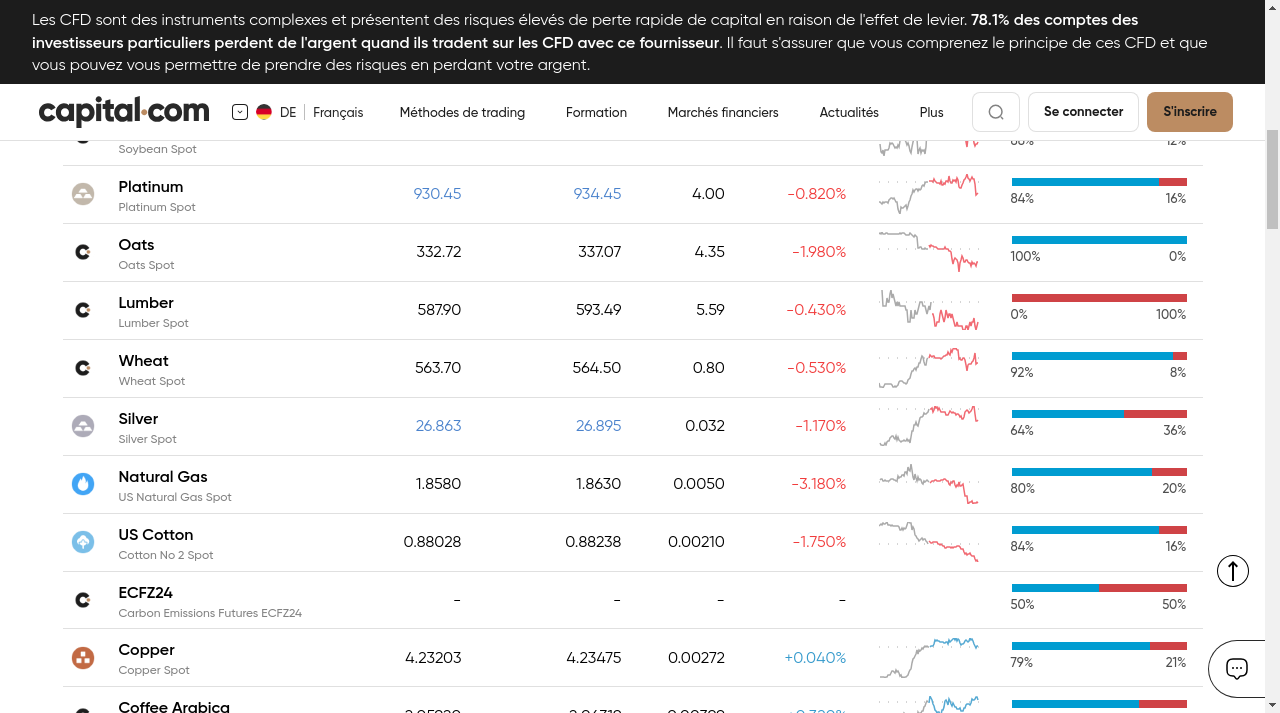 Les CFD sont des instruments complexes et présentent des risques élevés de perte rapide de capital en raison de l'effet de levier. 78.1% des comptes des
investisseurs particuliers perdent de l'argent quand ils tradent sur les CFD avec ce fournisseur. Il faut s'assurer que vous comprenez le principe de ces CFD et que
vous pouvez vous permettre de prendre des risques en perdant votre argent.
capital.com DE Français Méthodes de trading Formation Marchés financiers Actualités Plus Se connecter S'inscrire
Soybean Spot 12%
Platinum 930.45 934.45 4.00 -0.820%
Platinum Spot 84% 16%
Oats 332.72 337.07 4.35 -1.980%
Oats Spot 100% 0%
Lumber 587.90 593.49 5.59 -0.430%
Lumber Spot 0% 100%
Wheat 563.70 564.50 0.80 -0.530%
Wheat Spot 92% 8%
Silver 26.863 26.895 0.032 -1.170%
Silver Spot 64% 36%
Natural Gas 1.8580 1.8630 0.0050 -3.180%
US Natural Gas Spot 80% 20%
US Cotton 0.88028 0.88238 0.00210 -1.750%
Cotton No 2 Spot 84% 16%
ECFZ24 - - - -
Carbon Emissions Futures ECFZ24 50% 50%
Copper 4.23203 4.23475 0.00272 +0.040%
Copper Spot 79% 21%
Coffee Arabica